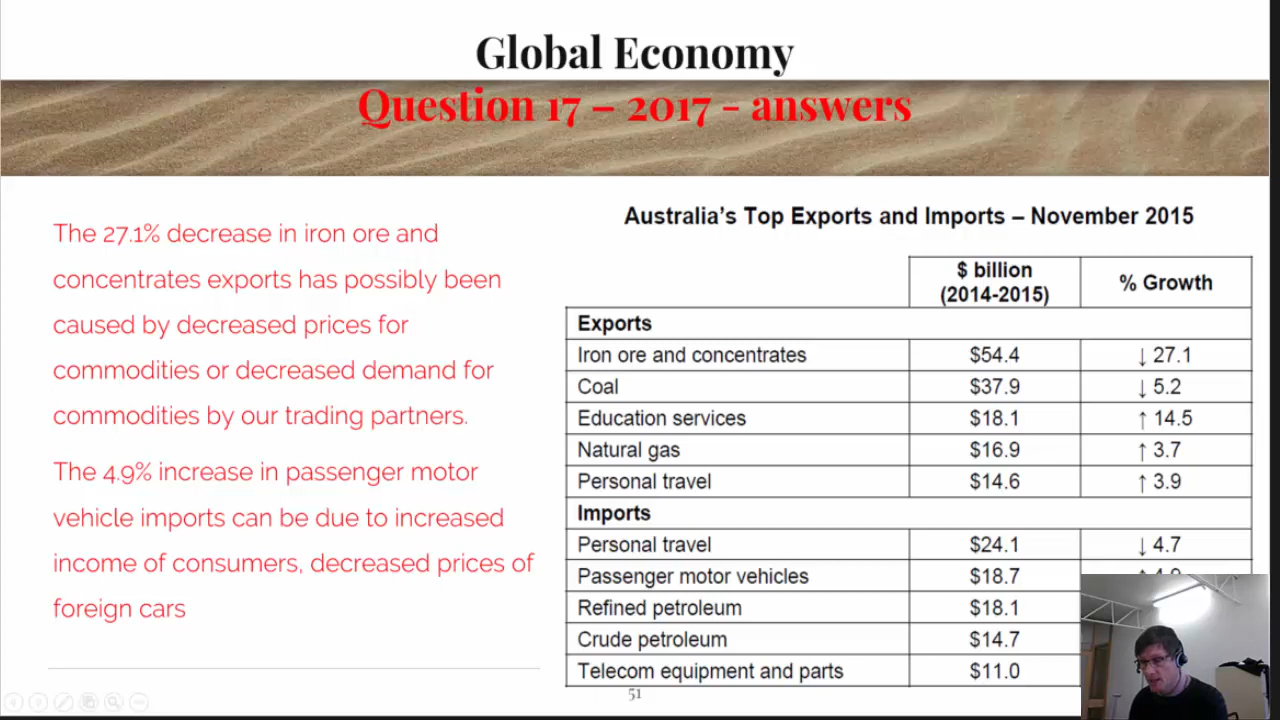 Global Economy
Question 17 – 2017 - answers
The 27.1% decrease in iron ore and
concentrates exports has possibly been
caused by decreased prices for
commodities or decreased demand for
commodities by our trading partners.
The 4.9% increase in passenger motor
vehicle imports can be due to increased
income of consumers, decreased prices of
foreign cars
Australia's Top Exports and Imports – November 2015
$ billion
(2014-2015) % Growth
Exports
Iron ore and concentrates $54.4 ↓ 27.1
Coal $37.9 ↓ 5.2
Education services $18.1 ↑ 14.5
Natural gas $16.9 ↑ 3.7
Personal travel $14.6 ↑ 3.9
Imports
Personal travel $24.1 ↓ 4.7
Passenger motor vehicles $18.7
Refined petroleum $18.1
Crude petroleum $14.7
Telecom equipment and parts $11.0
51